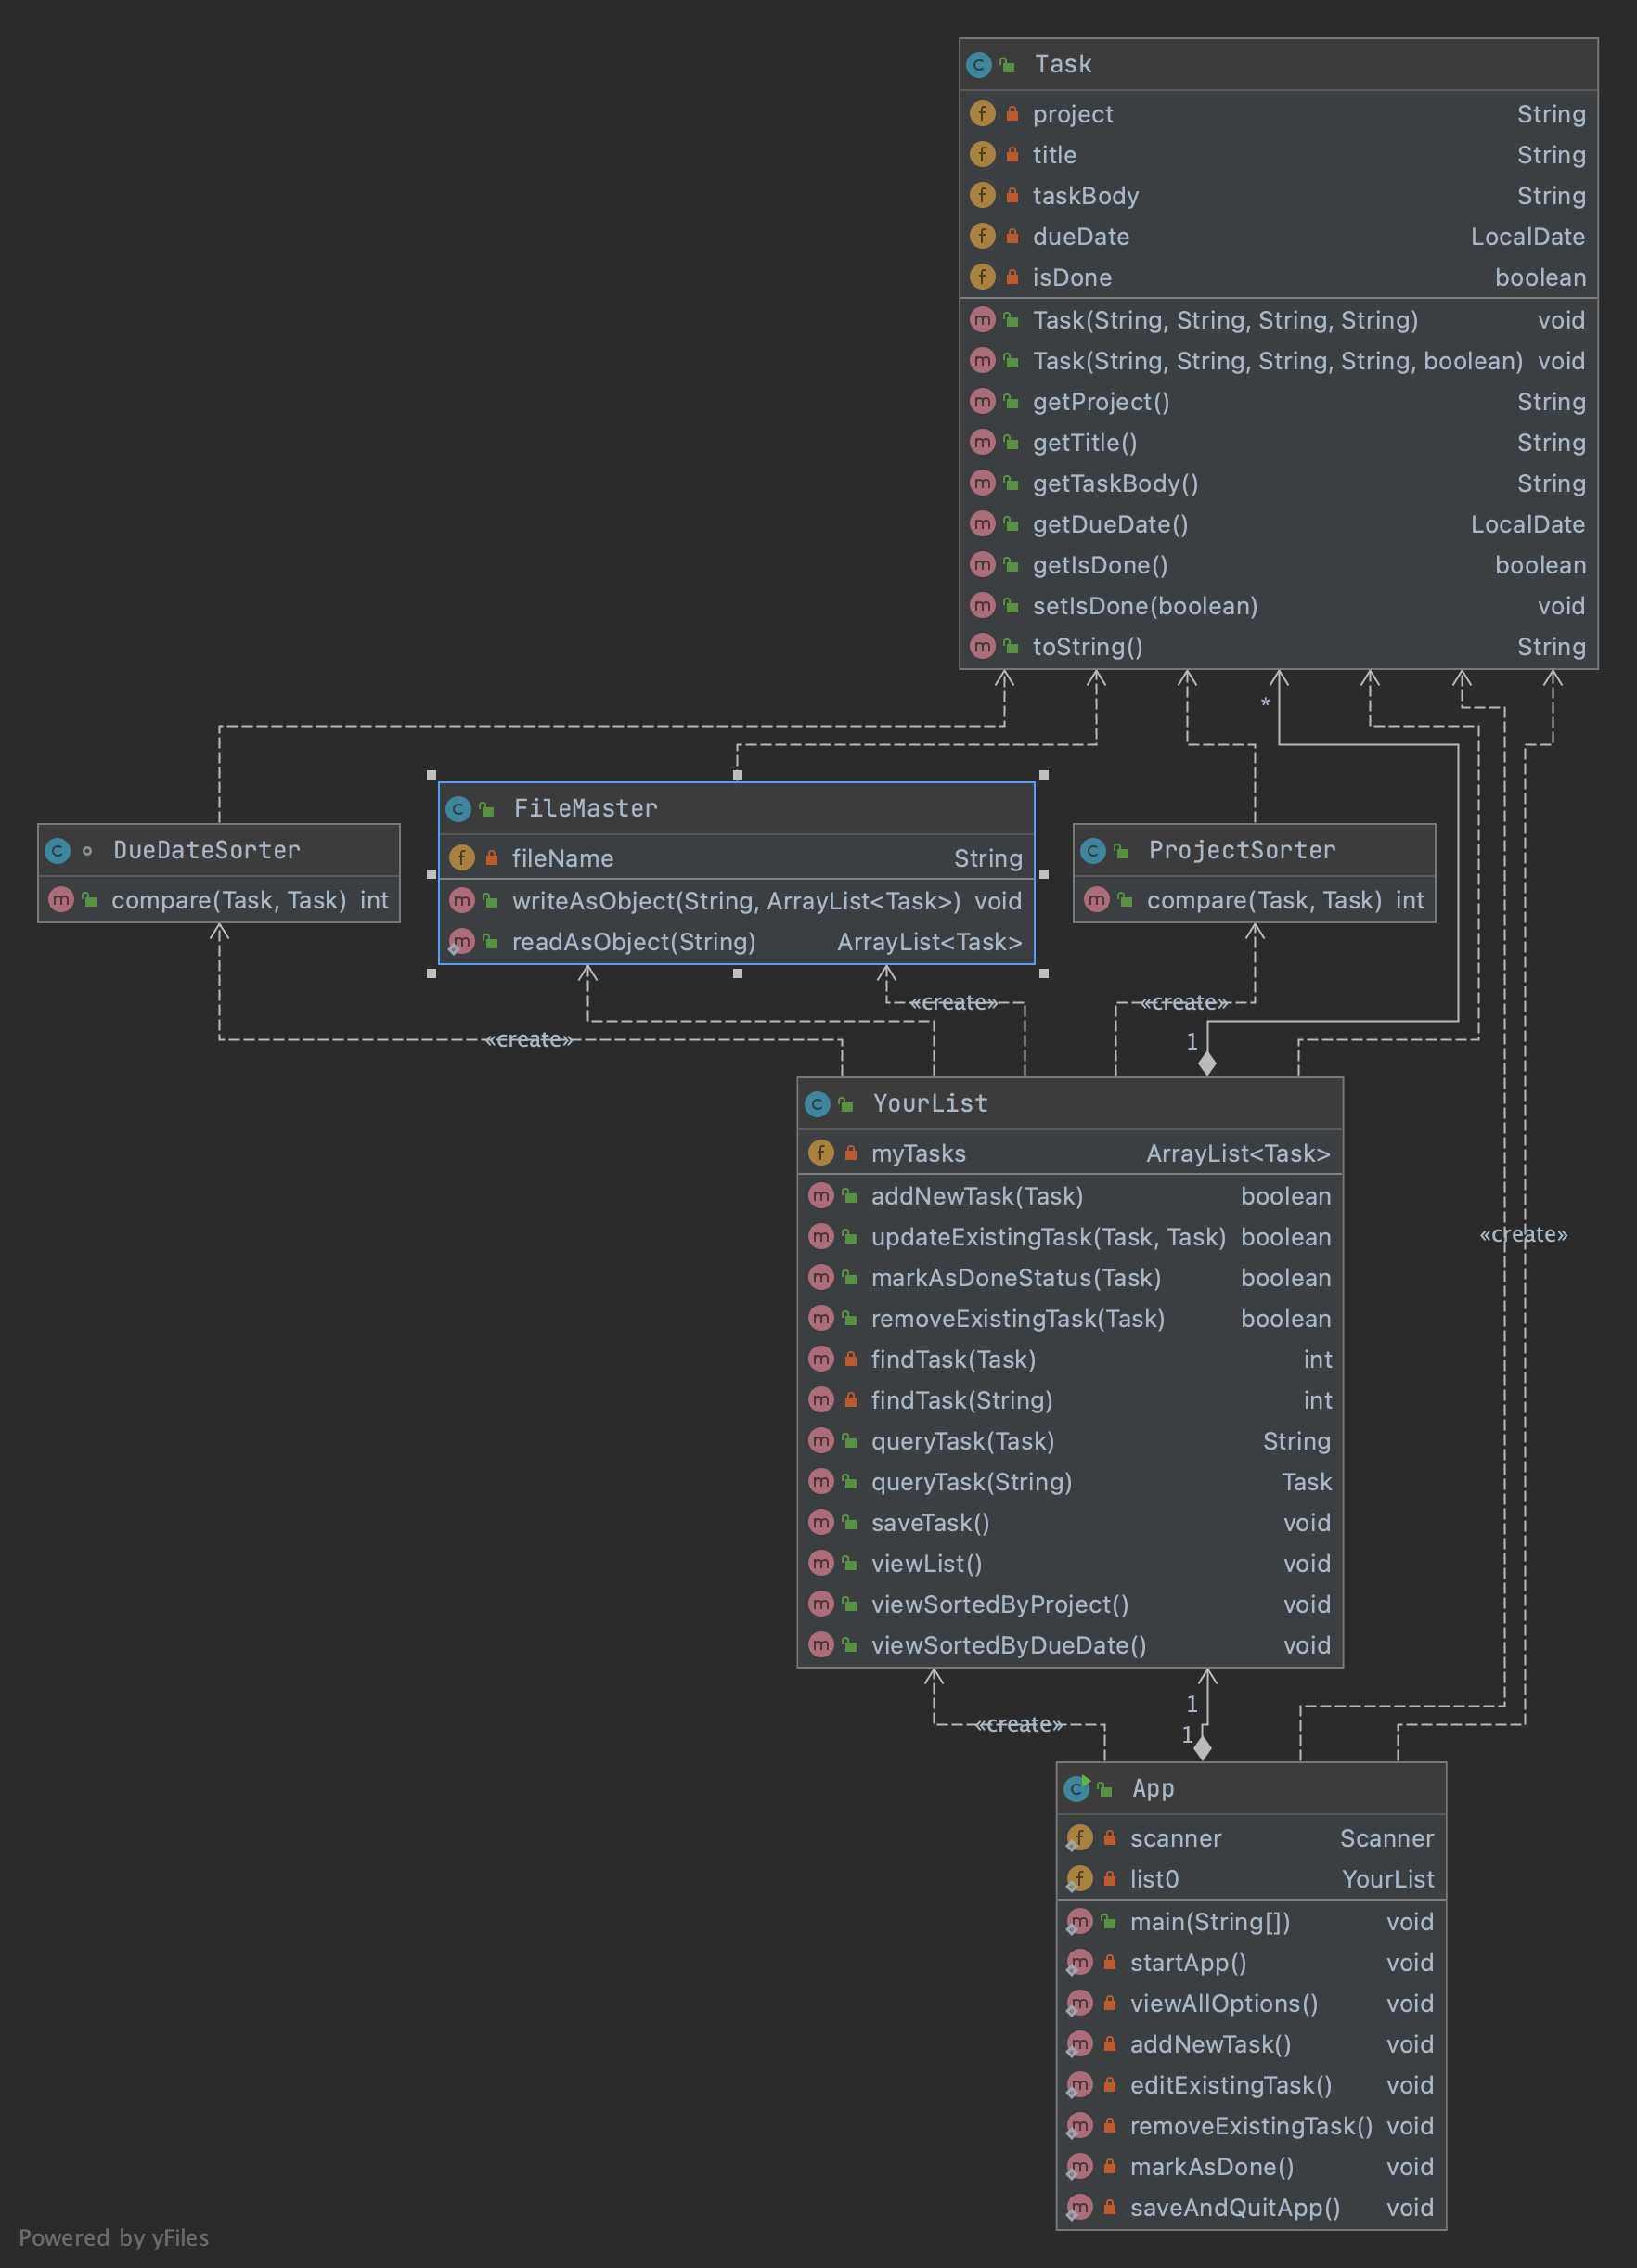 Task
project String
title String
taskBody String
dueDate LocalDate
isDone boolean
Task(String, String, String, String) void
Task(String, String, String, String, boolean) void
getProject() String
getTitle() String
getTaskBody() String
getDueDate() LocalDate
getIsDone() boolean
setIsDone(boolean) void
toString() String
*
DueDateSorter
compare(Task, Task) int
FileMaster
fileName String
writeAsObject(String, ArrayList<Task>) void
readAsObject(String) ArrayList<Task>
ProjectSorter
compare(Task, Task) int
«create»
«create»
«create»
1
YourList
myTasks ArrayList<Task>
addNewTask(Task) boolean
updateExistingTask(Task, Task) boolean
markAsDoneStatus(Task) boolean
removeExistingTask(Task) boolean
findTask(Task) int
findTask(String) int
queryTask(Task) String
queryTask(String) Task
saveTask() void
viewList() void
viewSortedByProject() void
viewSortedByDueDate() void
«create»
1
«create»
1
App
scanner Scanner
list0 YourList
main(String[]) void
startApp() void
viewAllOptions() void
addNewTask() void
editExistingTask() void
removeExistingTask() void
markAsDone() void
saveAndQuitApp() void
Powered by yFiles